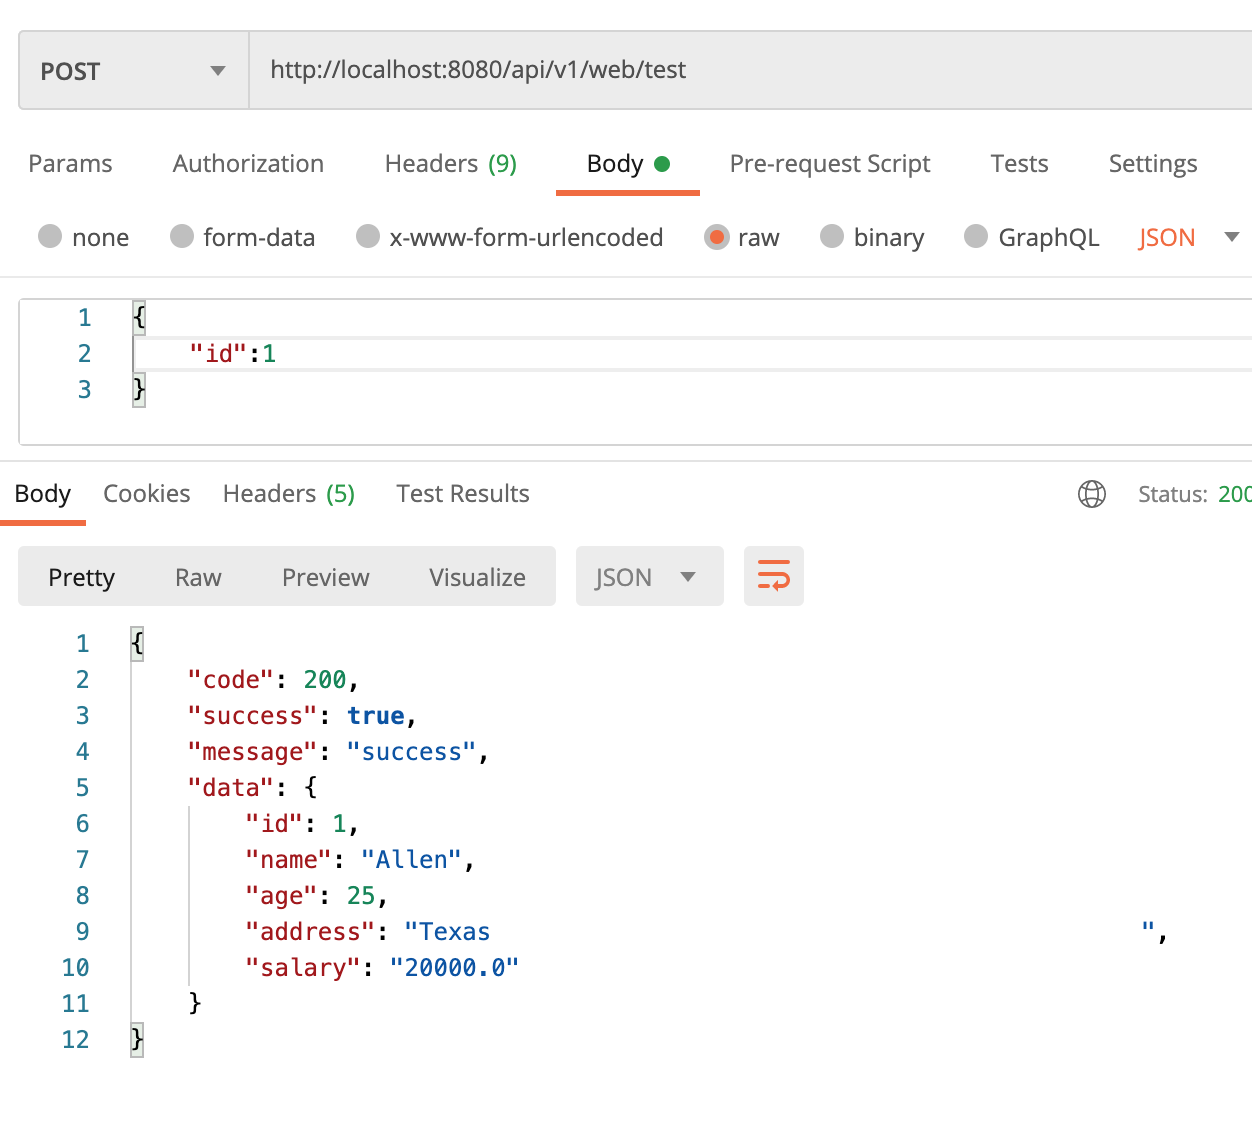 POST http://localhost:8080/api/v1/web/test
Params Authorization Headers (9) Body Pre-request Script Tests Settings
none form-data x-www-form-urlencoded raw binary GraphQL JSON
1 {
2 "id":1
3 }
Body Cookies Headers (5) Test Results Status: 200
Pretty Raw Preview Visualize JSON
1 {
2 "code": 200,
3 "success": true,
4 "message": "success",
5 "data": {
6 "id": 1,
7 "name": "Allen",
8 "age": 25,
9 "address": "Texas                                             ",
10 "salary": "20000.0"
11 }
12 }